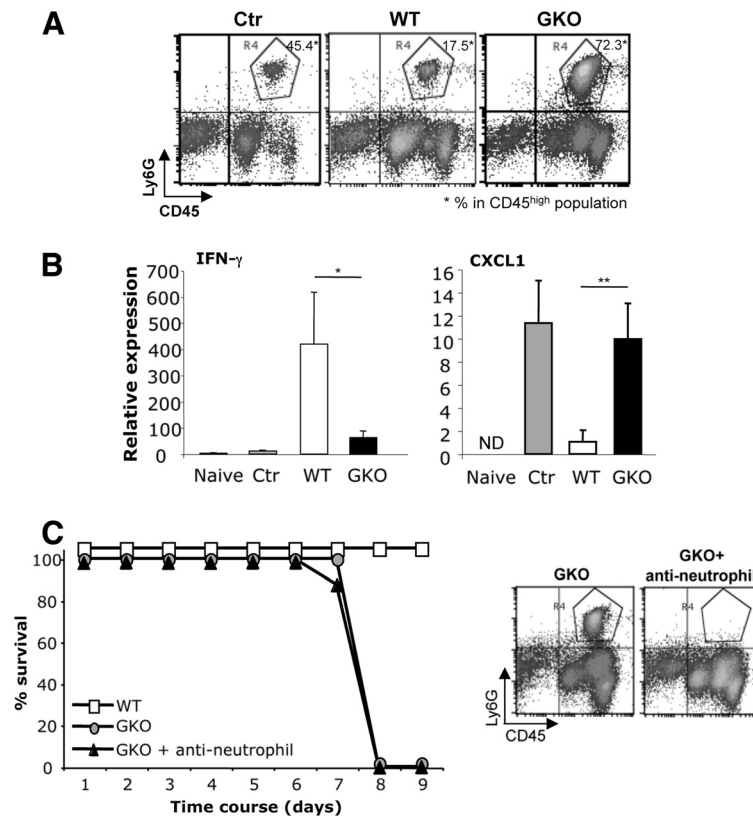 A
Ctr WT GKO
R4 45.4* R4 17.5* R4 72.3*
Ly6G
CD45
* % in CD45high population
B
IFN-γ
Relative expression
700
600
500
400
300
200
100
0
*
Naive Ctr WT GKO
CXCL1
16
14
12
10
8
6
4
2
0
**
ND
Naive Ctr WT GKO
C
% survival
100
80
60
40
20
0
WT
GKO
GKO + anti-neutrophil
1 2 3 4 5 6 7 8 9
Time course (days)
GKO
GKO+
anti-neutrophil
R4 R4
Ly6G
CD45